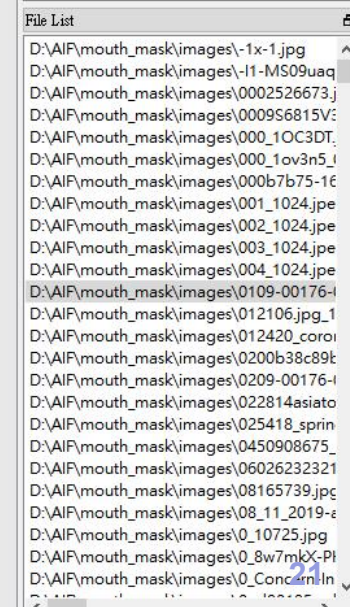 File List
D:\AIF\mouth_mask\images\-1x-1.jpg
D:\AIF\mouth_mask\images\-I1-MS09uaq
D:\AIF\mouth_mask\images\0002526673.j
D:\AIF\mouth_mask\images\0009S6815V3
D:\AIF\mouth_mask\images\000_1OC3DT.
D:\AIF\mouth_mask\images\000_1ov3n5_
D:\AIF\mouth_mask\images\000b7b75-16
D:\AIF\mouth_mask\images\001_1024.jpe
D:\AIF\mouth_mask\images\002_1024.jpe
D:\AIF\mouth_mask\images\003_1024.jpe
D:\AIF\mouth_mask\images\004_1024.jpe
D:\AIF\mouth_mask\images\0109-00176-
D:\AIF\mouth_mask\images\012106.jpg_1
D:\AIF\mouth_mask\images\012420_coror
D:\AIF\mouth_mask\images\0200b38c89b
D:\AIF\mouth_mask\images\0209-00176-
D:\AIF\mouth_mask\images\022814asiato
D:\AIF\mouth_mask\images\025418_sprin
D:\AIF\mouth_mask\images\0450908675_
D:\AIF\mouth_mask\images\06026232321
D:\AIF\mouth_mask\images\08165739.jpg
D:\AIF\mouth_mask\images\08_11_2019-a
D:\AIF\mouth_mask\images\0_10725.jpg
D:\AIF\mouth_mask\images\0_8w7mkX-PH
D:\AIF\mouth_mask\images\0_Concern-In
21